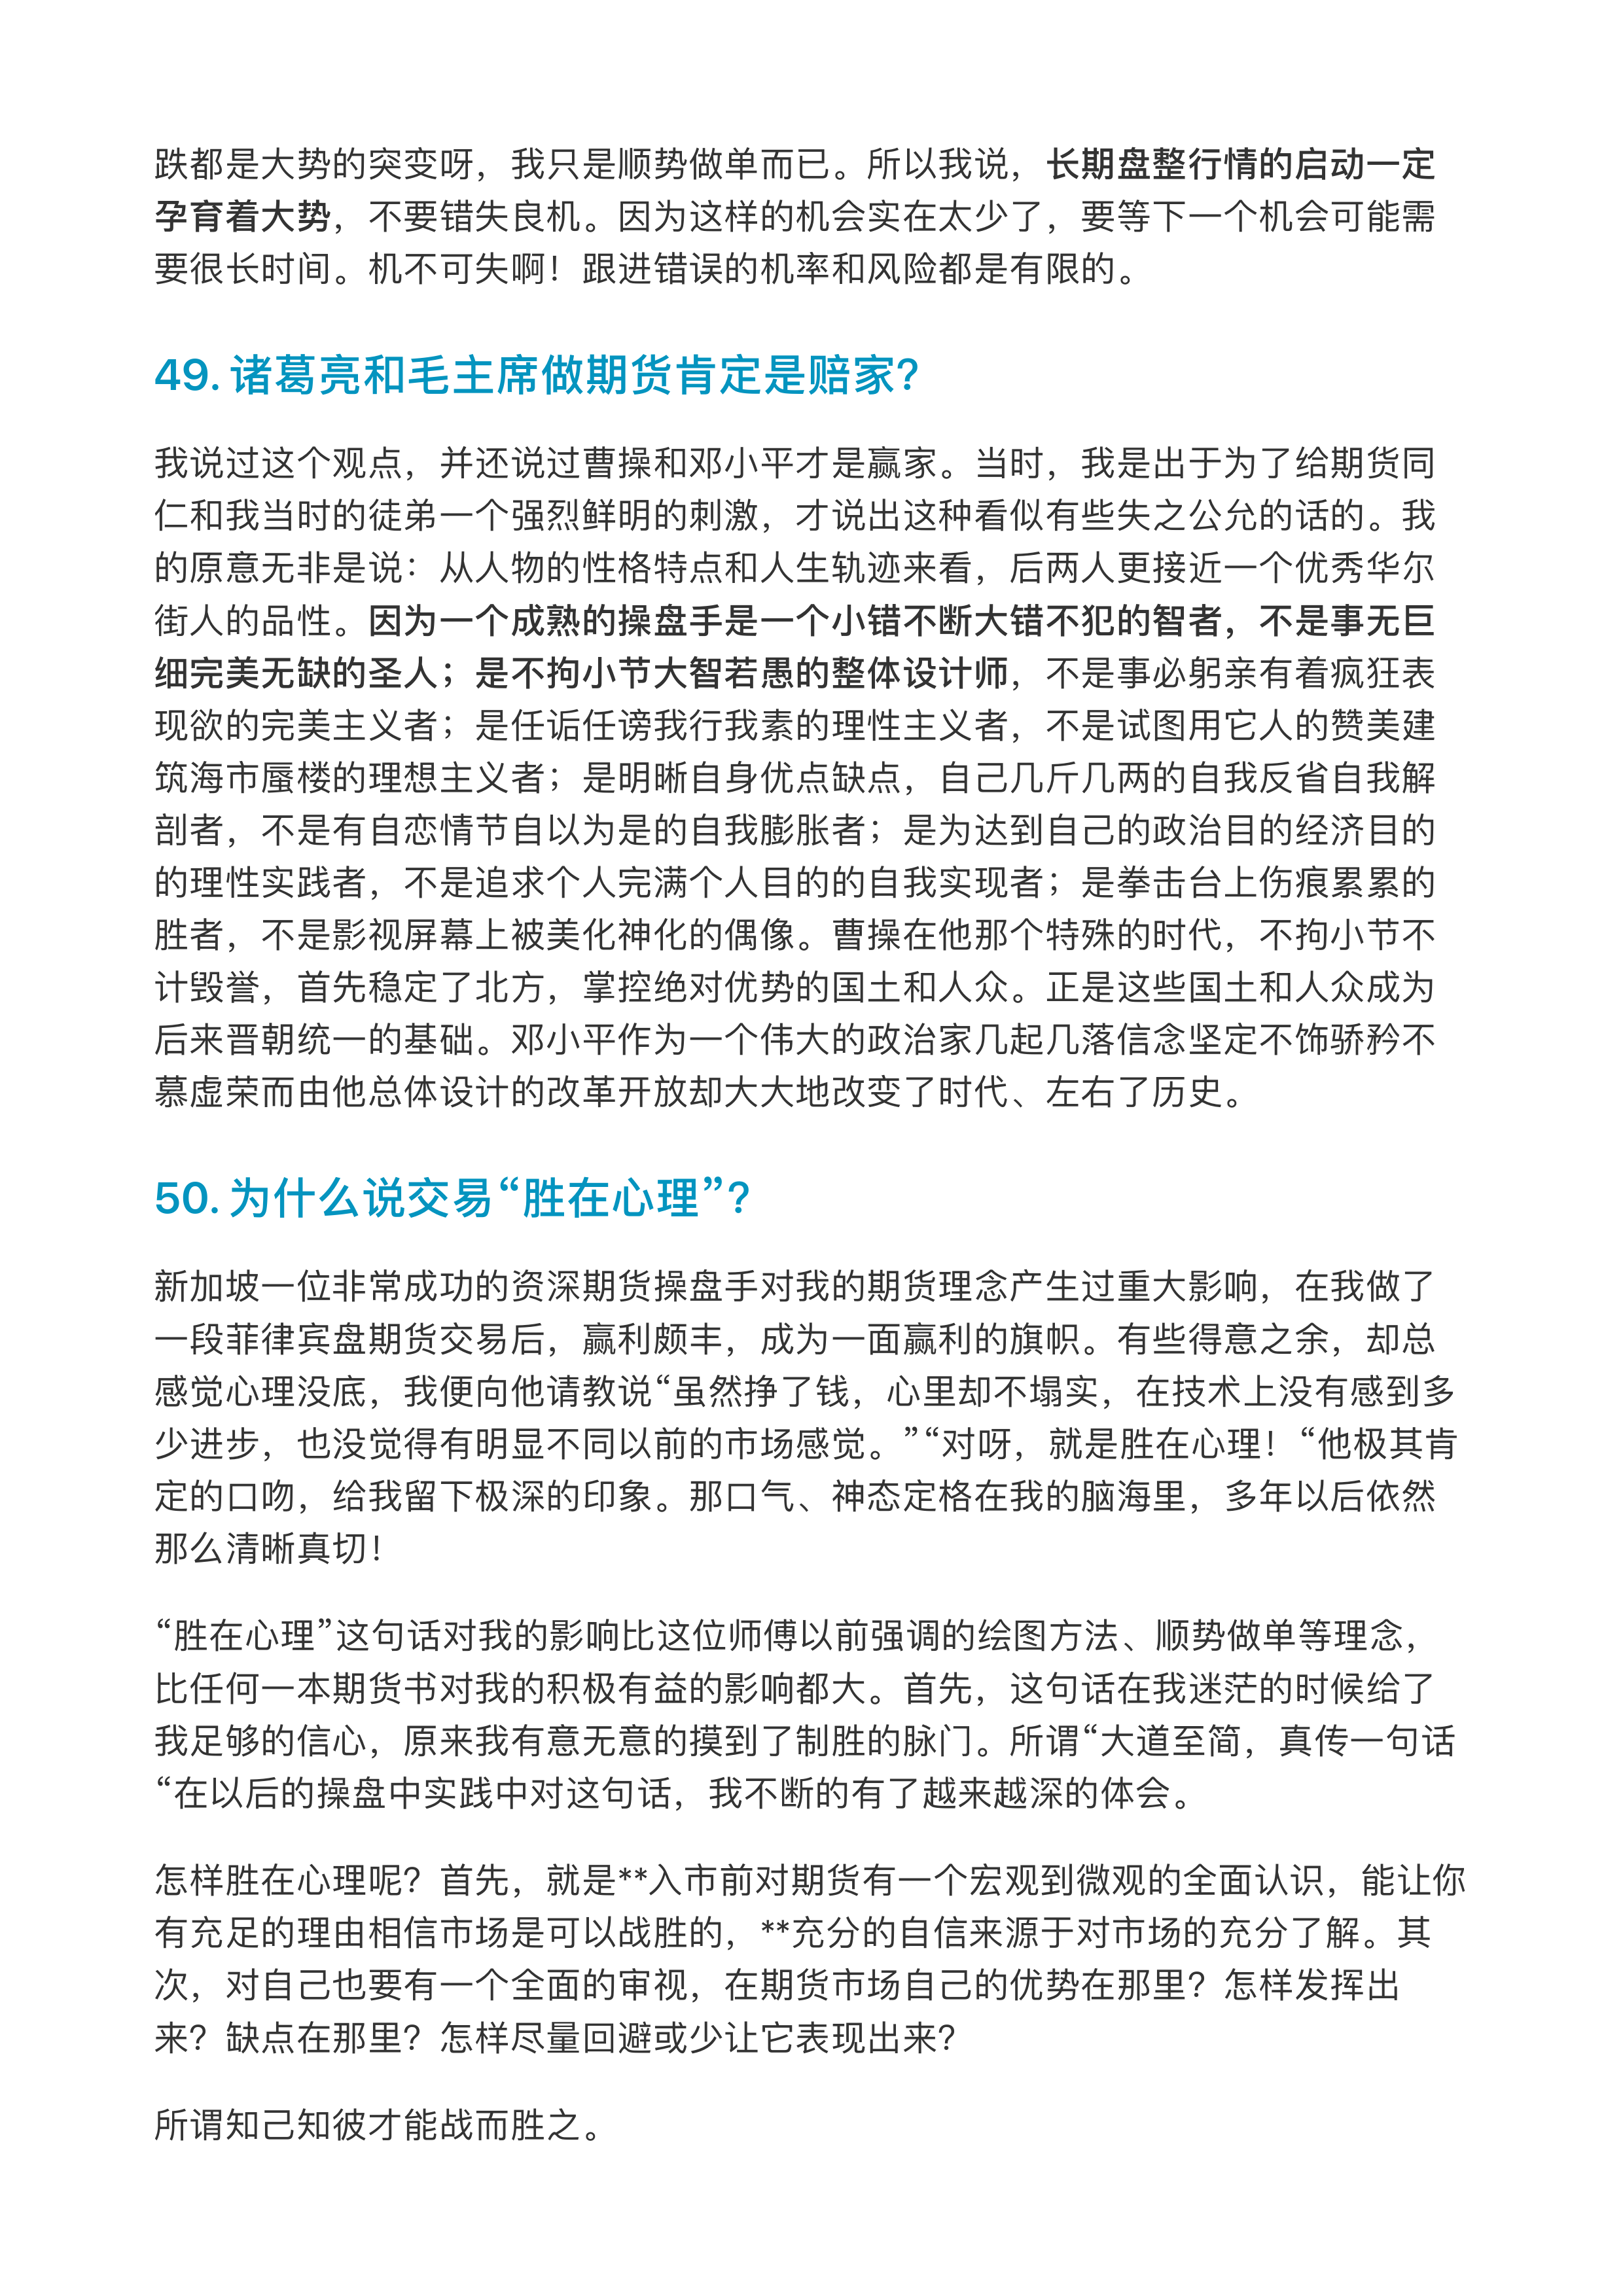 跌都是大势的突变呀，我只是顺势做单而已。所以我说，长期盘整行情的启动一定
孕育着大势，不要错失良机。因为这样的机会实在太少了，要等下一个机会可能需
要很长时间。机不可失啊！跟进错误的机率和风险都是有限的。
49. 诸葛亮和毛主席做期货肯定是赔家？
我说过这个观点，并还说过曹操和邓小平才是赢家。当时，我是出于为了给期货同
仁和我当时的徒弟一个强烈鲜明的刺激，才说出这种看似有些失之公允的话的。我
的原意无非是说：从人物的性格特点和人生轨迹来看，后两人更接近一个优秀华尔
街人的品性。因为一个成熟的操盘手是一个小错不断大错不犯的智者，不是事无巨
细完美无缺的圣人；是不拘小节大智若愚的整体设计师，不是事必躬亲有着疯狂表
现欲的完美主义者；是任诟任谤我行我素的理性主义者，不是试图用它人的赞美建
筑海市蜃楼的理想主义者；是明晰自身优点缺点，自己几斤几两的自我反省自我解
剖者，不是有自恋情节自以为是的自我膨胀者；是为达到自己的政治目的经济目的
的理性实践者，不是追求个人完满个人目的的自我实现者；是拳击台上伤痕累累的
胜者，不是影视屏幕上被美化神化的偶像。曹操在他那个特殊的时代，不拘小节不
计毁誉，首先稳定了北方，掌控绝对优势的国土和人众。正是这些国土和人众成为
后来晋朝统一的基础。邓小平作为一个伟大的政治家几起几落信念坚定不饰骄矜不
慕虚荣而由他总体设计的改革开放却大大地改变了时代、左右了历史。
50. 为什么说交易“胜在心理”？
新加坡一位非常成功的资深期货操盘手对我的期货理念产生过重大影响，在我做了
一段菲律宾盘期货交易后，赢利颇丰，成为一面赢利的旗帜。有些得意之余，却总
感觉心理没底，我便向他请教说“虽然挣了钱，心里却不塌实，在技术上没有感到多
少进步，也没觉得有明显不同以前的市场感觉。”“对呀，就是胜在心理！“他极其肯
定的口吻，给我留下极深的印象。那口气、神态定格在我的脑海里，多年以后依然
那么清晰真切！
“胜在心理”这句话对我的影响比这位师傅以前强调的绘图方法、顺势做单等理念，
比任何一本期货书对我的积极有益的影响都大。首先，这句话在我迷茫的时候给了
我足够的信心，原来我有意无意的摸到了制胜的脉门。所谓“大道至简，真传一句话
“在以后的操盘中实践中对这句话，我不断的有了越来越深的体会。
怎样胜在心理呢？首先，就是**入市前对期货有一个宏观到微观的全面认识，能让你
有充足的理由相信市场是可以战胜的，**充分的自信来源于对市场的充分了解。其
次，对自己也要有一个全面的审视，在期货市场自己的优势在那里？怎样发挥出
来？缺点在那里？怎样尽量回避或少让它表现出来？
所谓知己知彼才能战而胜之。